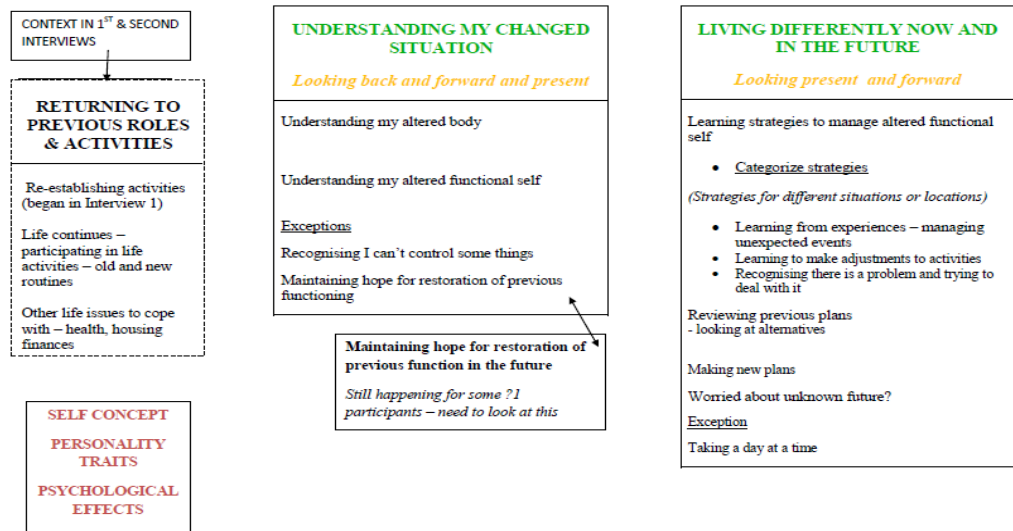 CONTEXT IN 1ST & SECOND
INTERVIEWS
RETURNING TO
PREVIOUS ROLES
& ACTIVITIES
Re-establishing activities
(began in Interview 1)
Life continues –
participating in life
activities – old and new
routines
Other life issues to cope
with – health, housing
finances
SELF CONCEPT
PERSONALITY
TRAITS
PSYCHOLOGICAL
EFFECTS
UNDERSTANDING MY CHANGED
SITUATION
Looking back and forward and present
Understanding my altered body
Understanding my altered functional self
Exceptions
Recognising I can't control some things
Maintaining hope for restoration of previous
functioning
Maintaining hope for restoration of
previous function in the future
Still happening for some ?1
participants – need to look at this
LIVING DIFFERENTLY NOW AND
IN THE FUTURE
Looking present and forward
Learning strategies to manage altered functional
self
• Categorize strategies
(Strategies for different situations or locations)
• Learning from experiences – managing
unexpected events
• Learning to make adjustments to activities
• Recognising there is a problem and trying to
deal with it
Reviewing previous plans
- looking at alternatives
Making new plans
Worried about unknown future?
Exception
Taking a day at a time